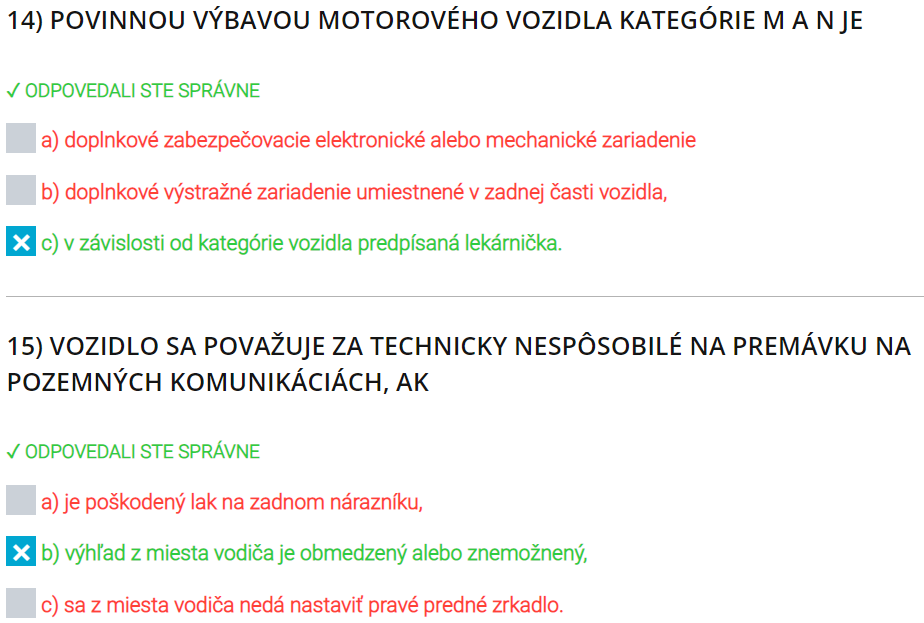 14) POVINNOU VÝBAVOU MOTOROVÉHO VOZIDLA KATEGÓRIE M A N JE
✓ ODPOVEDALI STE SPRÁVNE
a) doplnkové zabezpečovacie elektronické alebo mechanické zariadenie
b) doplnkové výstražné zariadenie umiestnené v zadnej časti vozidla,
c) v závislosti od kategórie vozidla predpísaná lekárnička.
15) VOZIDLO SA POVAŽUJE ZA TECHNICKY NESPÔSOBILÉ NA PREMÁVKU NA
POZEMNÝCH KOMUNIKÁCIÁCH, AK
✓ ODPOVEDALI STE SPRÁVNE
a) je poškodený lak na zadnom nárazníku,
b) výhľad z miesta vodiča je obmedzený alebo znemožnený,
c) sa z miesta vodiča nedá nastaviť pravé predné zrkadlo.